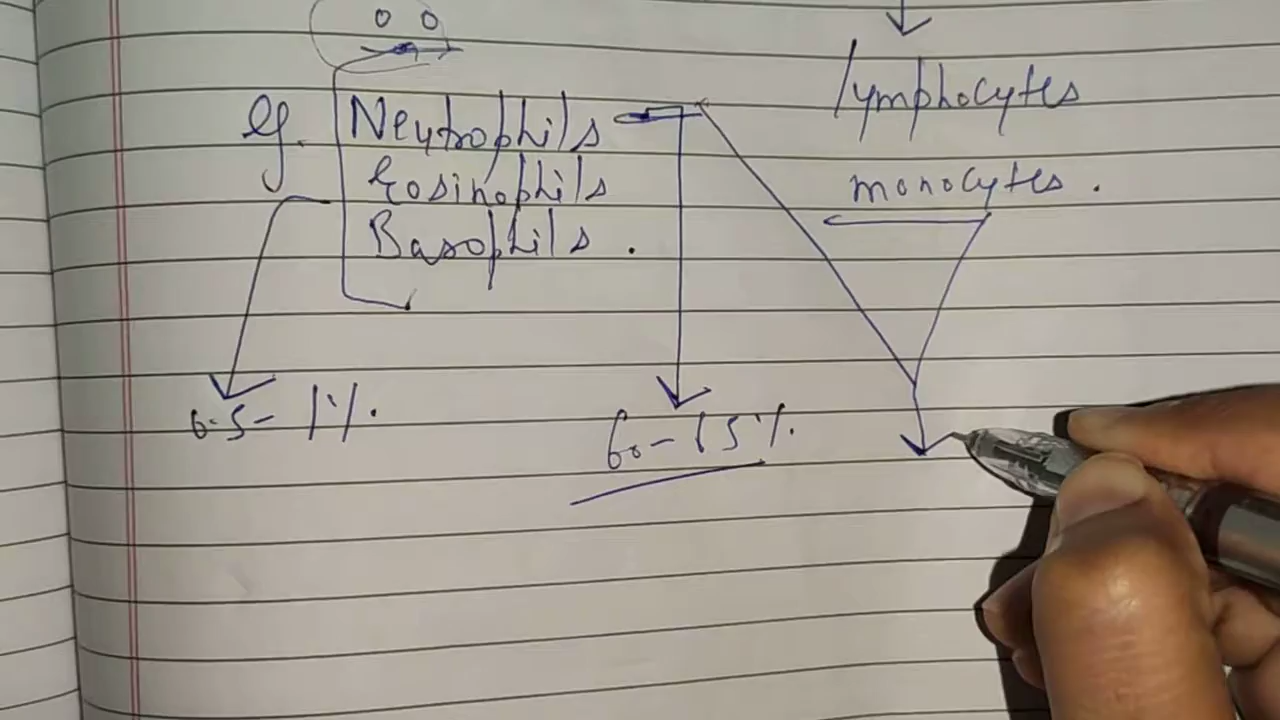 lymphocytes
eg. Neutrophils
monocytes.
Eosinophils
Basophils.
0.5-1%.
60-65%.